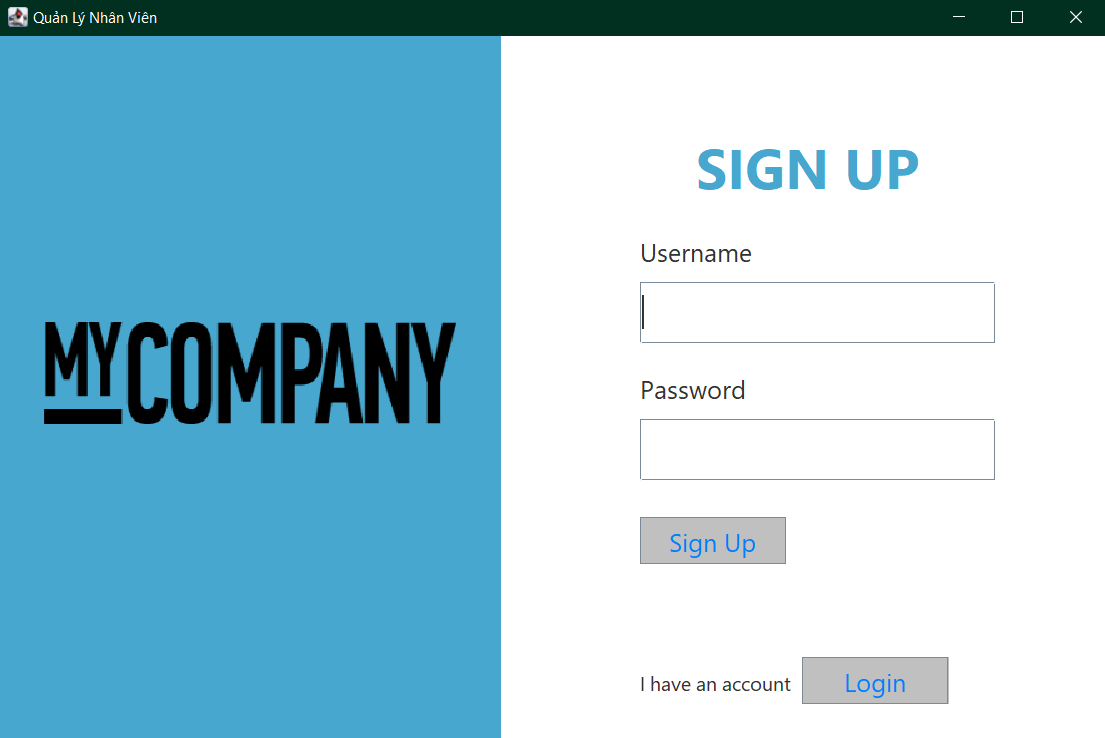 Quản Lý Nhân Viên
MYCOMPANY
SIGN UP
Username
Password
Sign Up
I have an account Login